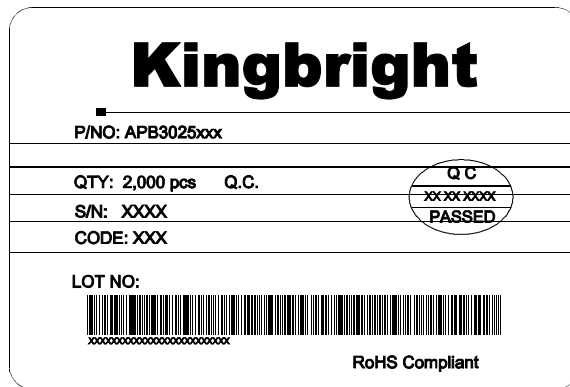 Kingbright
P/NO: APB3025xxx
QTY: 2,000 pcs Q.C.
Q C
XX XX XXXX
PASSED
S/N: XXXX
CODE: XXX
LOT NO:
xxxxxxxxxxxxxxxxxxxxxxxxx
RoHS Compliant